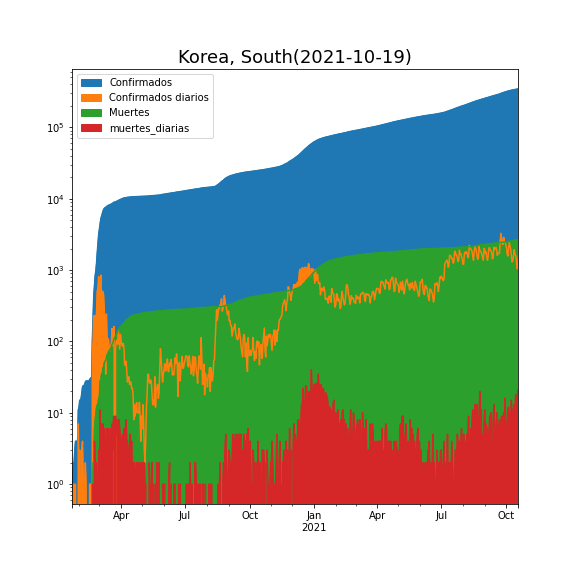 Korea, South(2021-10-19)
Confirmados
Confirmados diarios
Muertes
muertes_diarias
10^5
10^4
10^3
10^2
10^1
10^0
Apr Jul Oct Jan Apr Jul Oct
2021